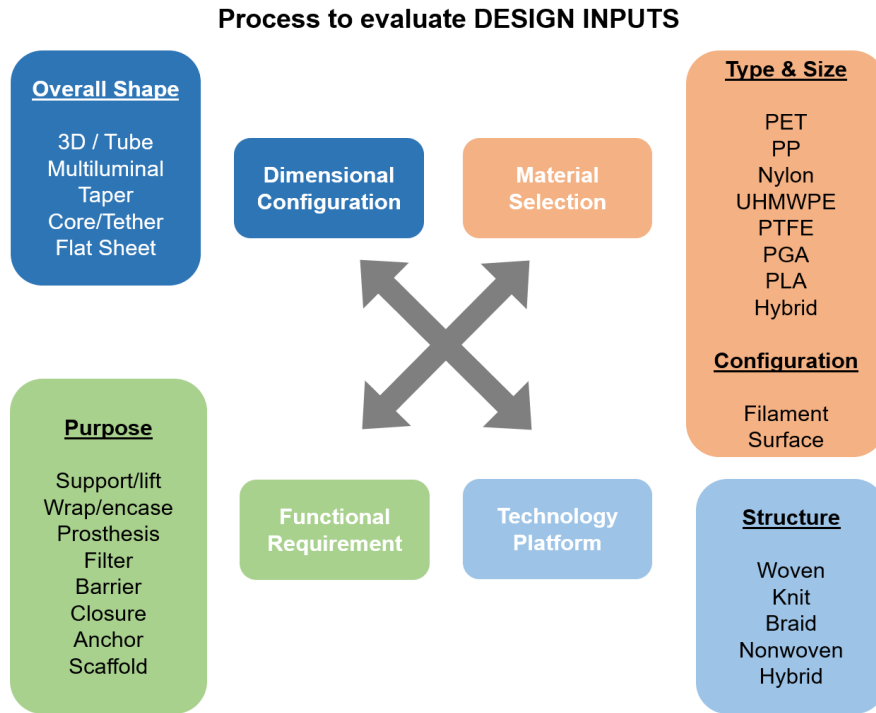 Process to evaluate DESIGN INPUTS
Overall Shape
3D / Tube
Multiluminal
Taper
Core/Tether
Flat Sheet
Dimensional
Configuration
Material
Selection
Type & Size
PET
PP
Nylon
UHMWPE
PTFE
PGA
PLA
Hybrid
Configuration
Filament
Surface
Purpose
Support/lift
Wrap/encase
Prosthesis
Filter
Barrier
Closure
Anchor
Scaffold
Functional
Requirement
Technology
Platform
Structure
Woven
Knit
Braid
Nonwoven
Hybrid